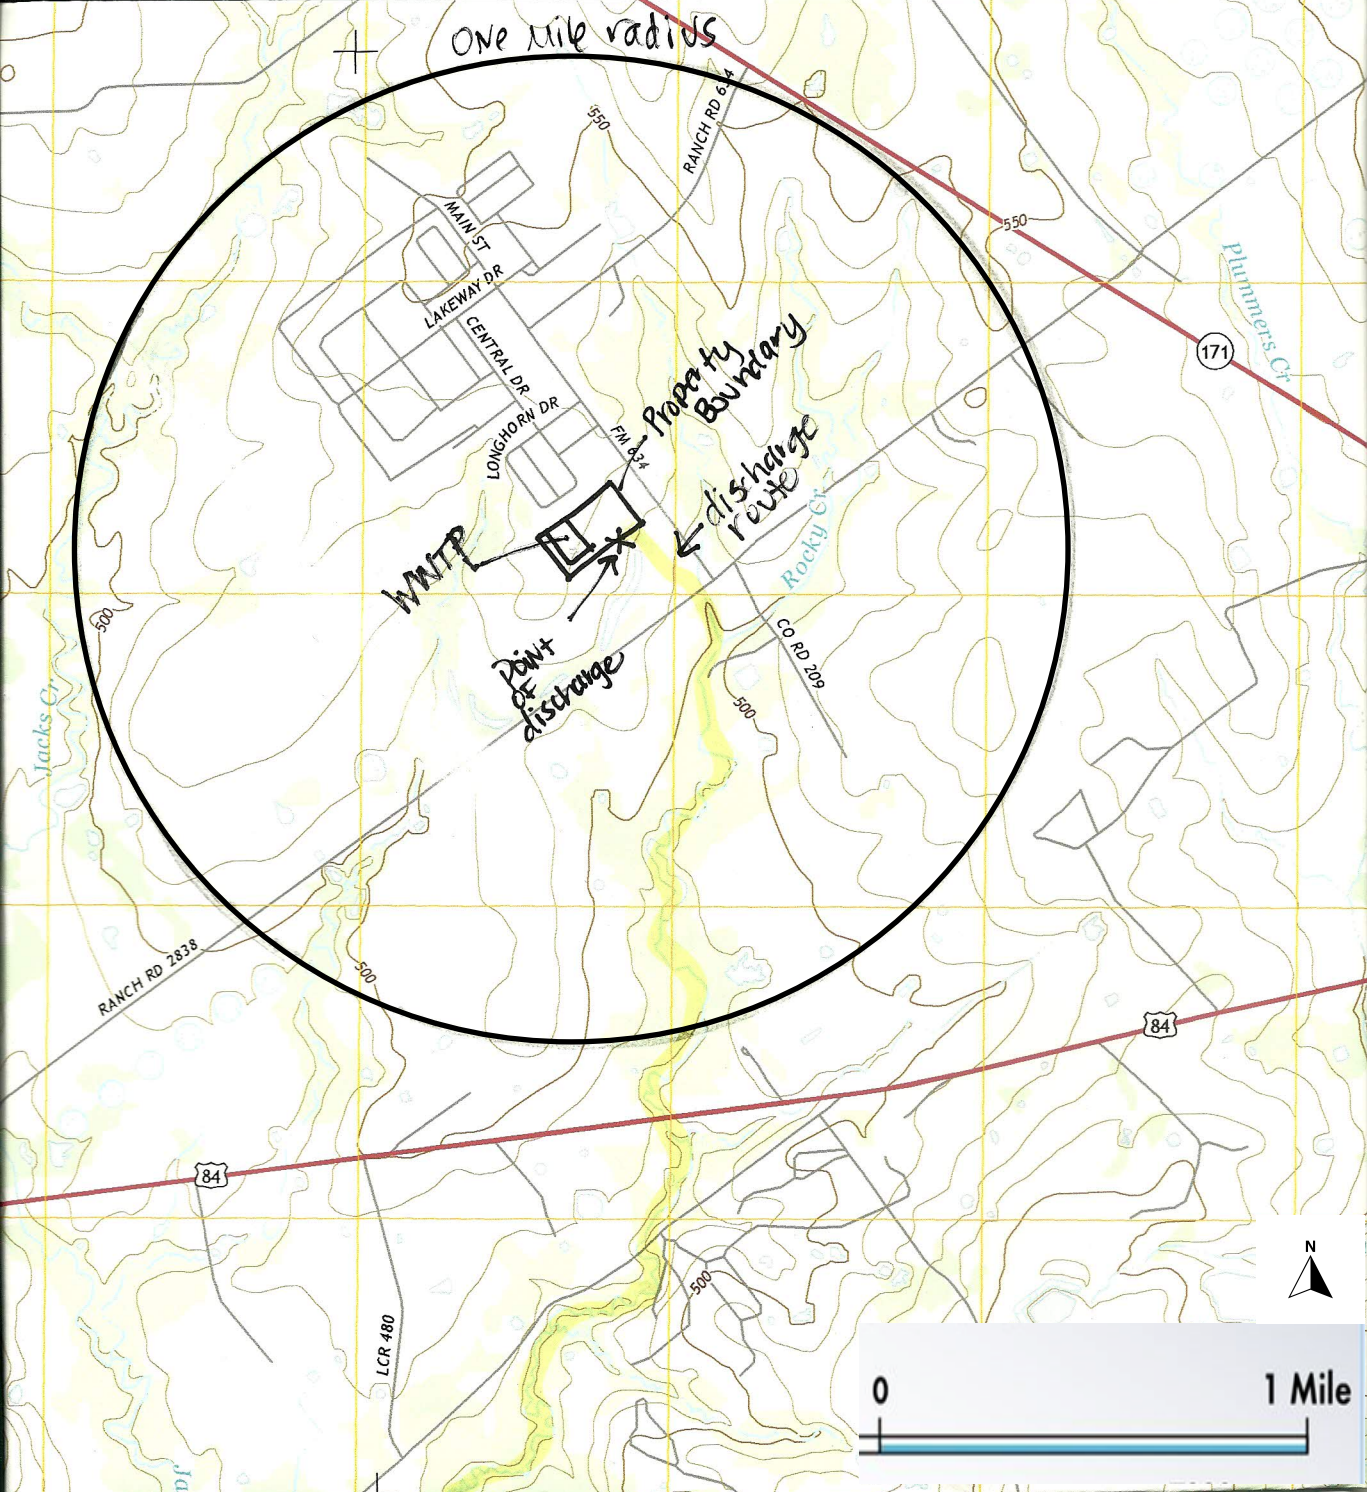 ONE Mile radius
RANCH RD 634
550
550
Plummers Cr
MAIN ST
LAKEWAY DR
CENTRAL DR
LONGHORN DR
FM 634
171
Property
Boundary
discharge
route
WWTP
Rocky Cr
Point
OF
discharge
CO RD 209
500
500
Jacks Cr
RANCH RD 2838
500
84
84
500
LCR 480
N
0
1 Mile
Ja